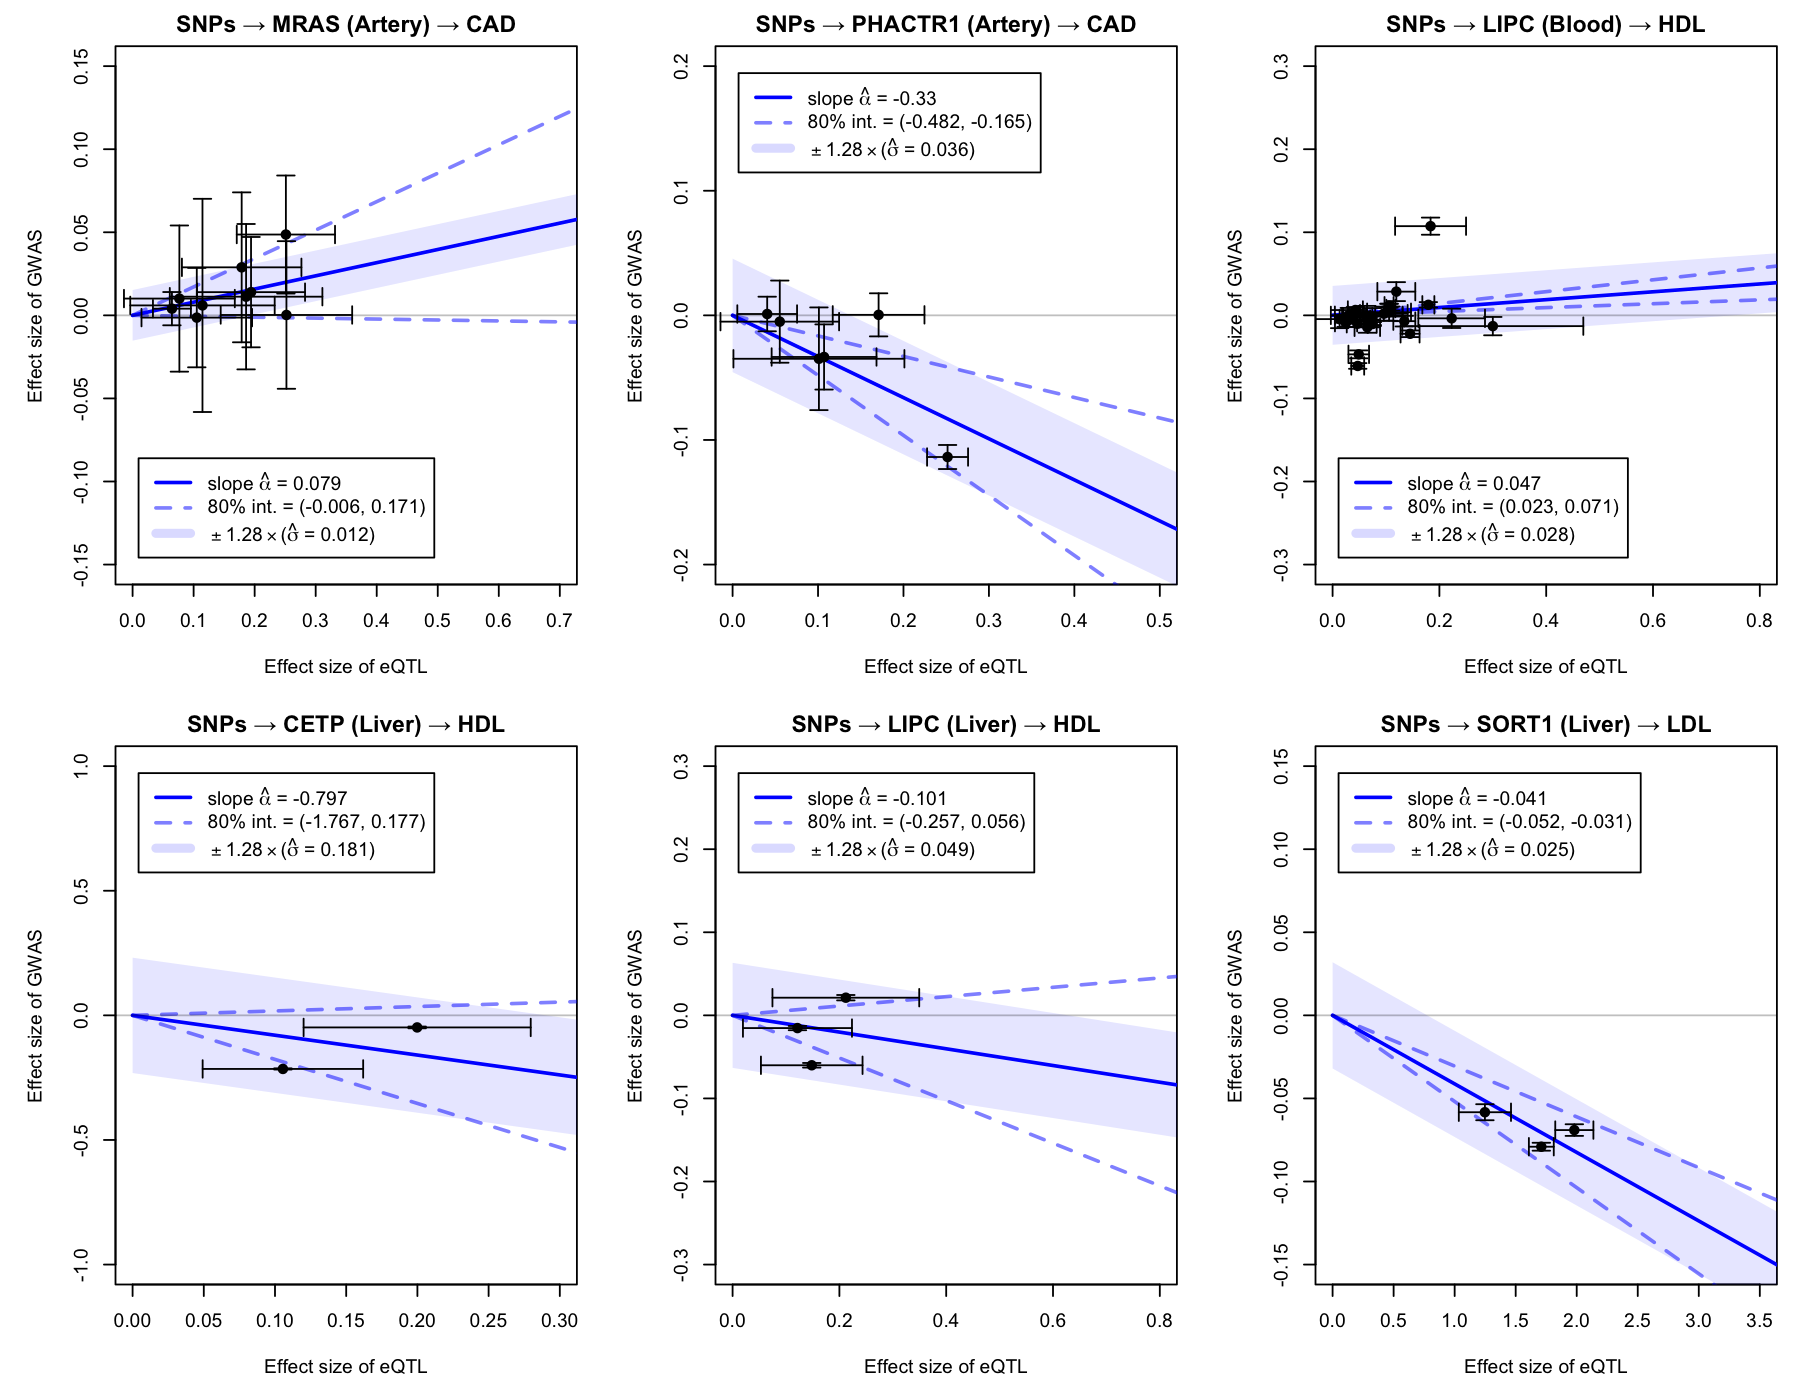 SNPs → MRAS (Artery) → CAD
Effect size of GWAS
0.15
0.10
0.05
0.00
-0.05
-0.10
-0.15
slope α̂ = 0.079
80% int. = (-0.006, 0.171)
± 1.28 × (σ̂ = 0.012)
0.0 0.1 0.2 0.3 0.4 0.5 0.6 0.7
Effect size of eQTL
SNPs → PHACTR1 (Artery) → CAD
Effect size of GWAS
0.2
0.1
0.0
-0.1
-0.2
slope α̂ = -0.33
80% int. = (-0.482, -0.165)
± 1.28 × (σ̂ = 0.036)
0.0 0.1 0.2 0.3 0.4 0.5
Effect size of eQTL
SNPs → LIPC (Blood) → HDL
Effect size of GWAS
0.3
0.2
0.1
0.0
-0.1
-0.2
-0.3
slope α̂ = 0.047
80% int. = (0.023, 0.071)
± 1.28 × (σ̂ = 0.028)
0.0 0.2 0.4 0.6 0.8
Effect size of eQTL
SNPs → CETP (Liver) → HDL
Effect size of GWAS
1.0
0.5
0.0
-0.5
-1.0
slope α̂ = -0.797
80% int. = (-1.767, 0.177)
± 1.28 × (σ̂ = 0.181)
0.00 0.05 0.10 0.15 0.20 0.25 0.30
Effect size of eQTL
SNPs → LIPC (Liver) → HDL
Effect size of GWAS
0.3
0.2
0.1
0.0
-0.1
-0.2
-0.3
slope α̂ = -0.101
80% int. = (-0.257, 0.056)
± 1.28 × (σ̂ = 0.049)
0.0 0.2 0.4 0.6 0.8
Effect size of eQTL
SNPs → SORT1 (Liver) → LDL
Effect size of GWAS
0.15
0.10
0.05
0.00
-0.05
-0.10
-0.15
slope α̂ = -0.041
80% int. = (-0.052, -0.031)
± 1.28 × (σ̂ = 0.025)
0.0 0.5 1.0 1.5 2.0 2.5 3.0 3.5
Effect size of eQTL